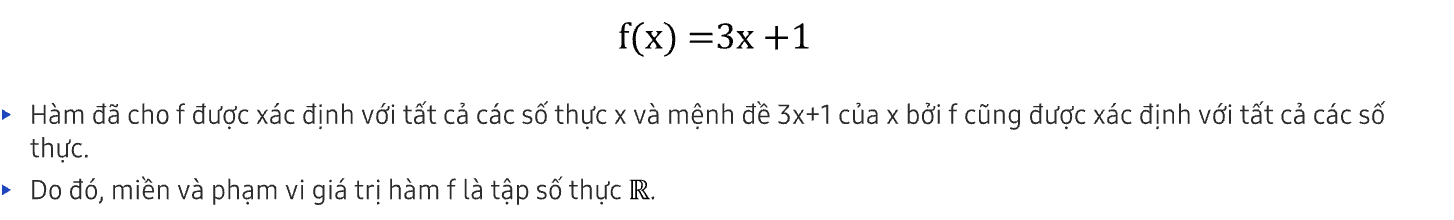 f(x) =3x +1
▸ Hàm đã cho f được xác định với tất cả các số thực x và mệnh đề 3x+1 của x bởi f cũng được xác định với tất cả các số
thực.
▸ Do đó, miền và phạm vi giá trị hàm f là tập số thực ℝ.